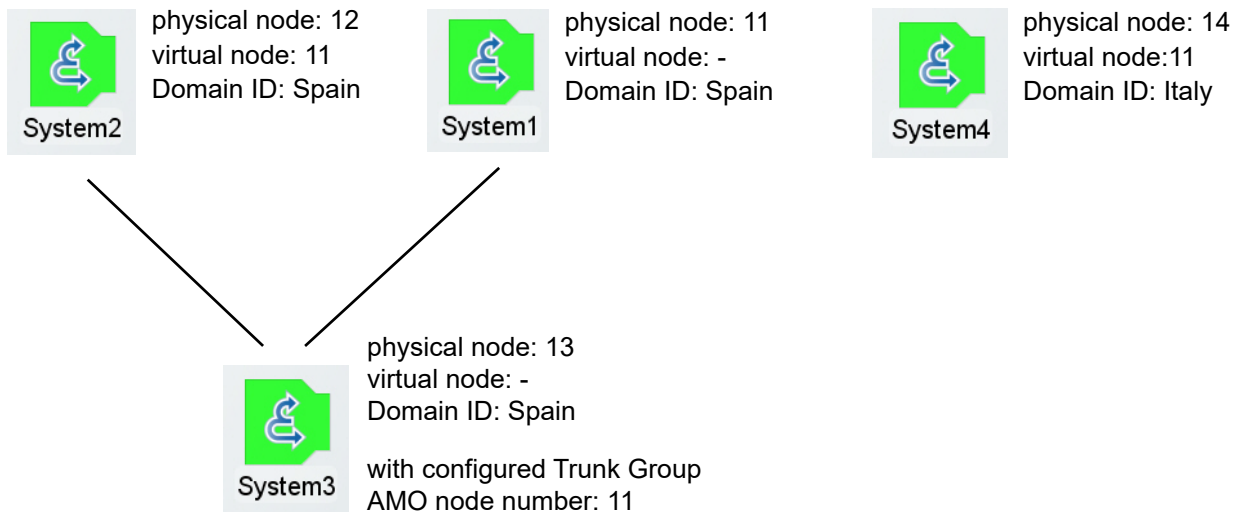 physical node: 12
virtual node: 11
Domain ID: Spain
System2
physical node: 11
virtual node: -
Domain ID: Spain
System1
physical node: 14
virtual node:11
Domain ID: Italy
System4
physical node: 13
virtual node: -
Domain ID: Spain
with configured Trunk Group
AMO node number: 11
System3